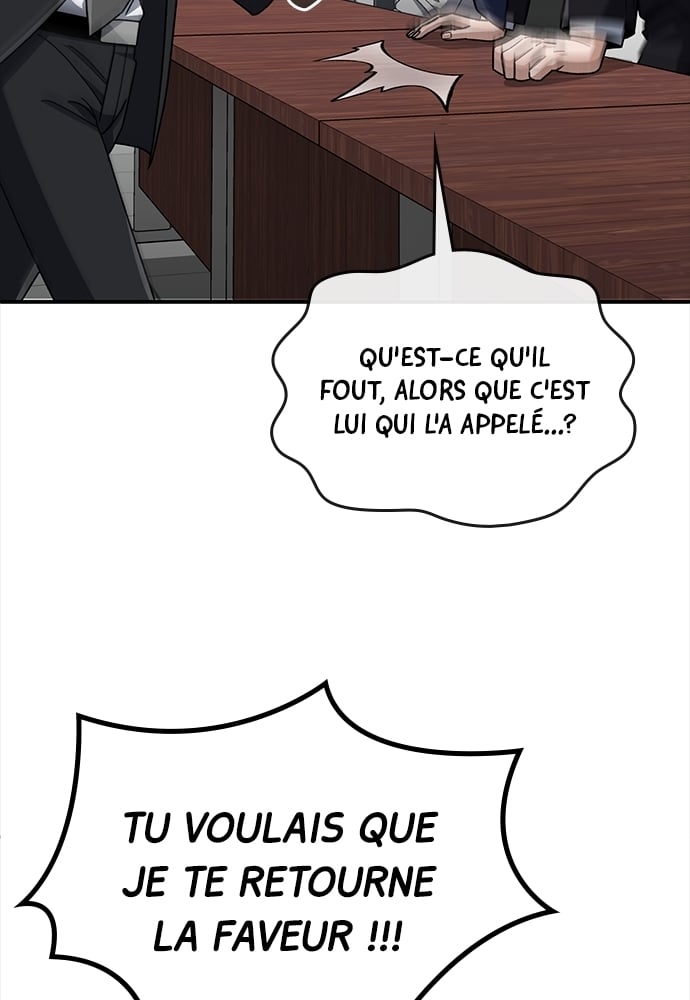 QU'EST-CE QU'IL
FOUT, ALORS QUE C'EST
LUI QUI L'A APPELÉ...?
TU VOULAIS QUE
JE TE RETOURNE
LA FAVEUR !!!